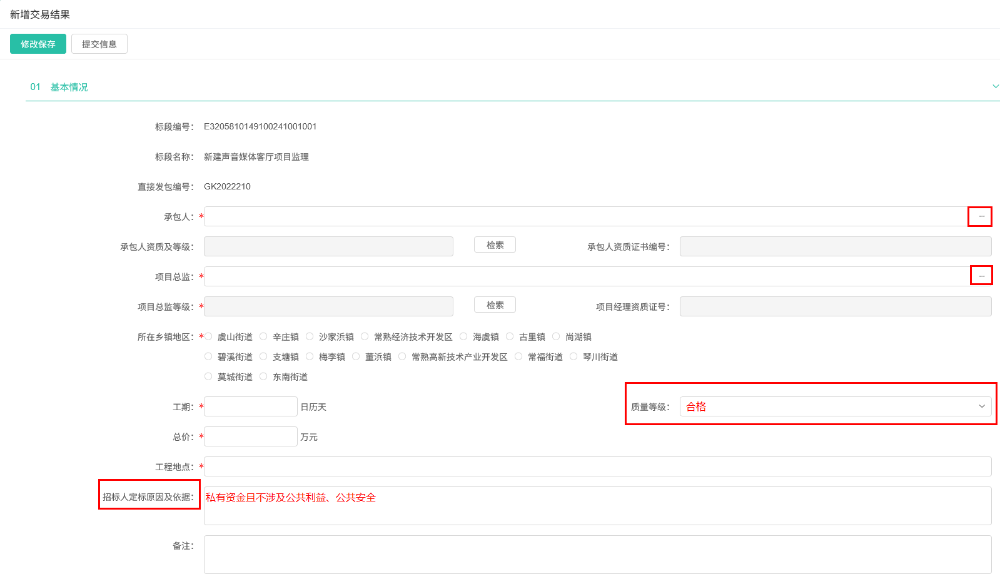 新增交易结果
修改保存 提交信息
01 基本情况
标段编号： E3205810149100241001001
标段名称： 新建声音媒体客厅项目监理
直接发包编号： GK2022210
承包人：* ...
承包人资质及等级： 检索 承包人资质证书编号：
项目总监：* ...
项目总监等级：* 检索 项目经理资质证号：
所在乡镇地区：* 虞山街道 辛庄镇 沙家浜镇 常熟经济技术开发区 海虞镇 古里镇 尚湖镇
碧溪街道 支塘镇 梅李镇 董浜镇 常熟高新技术产业开发区 常福街道 琴川街道
莫城街道 东南街道
工期：* 日历天 质量等级： 合格
总价：* 万元
工程地点：*
招标人定标原因及依据： 私有资金且不涉及公共利益、公共安全
备注：